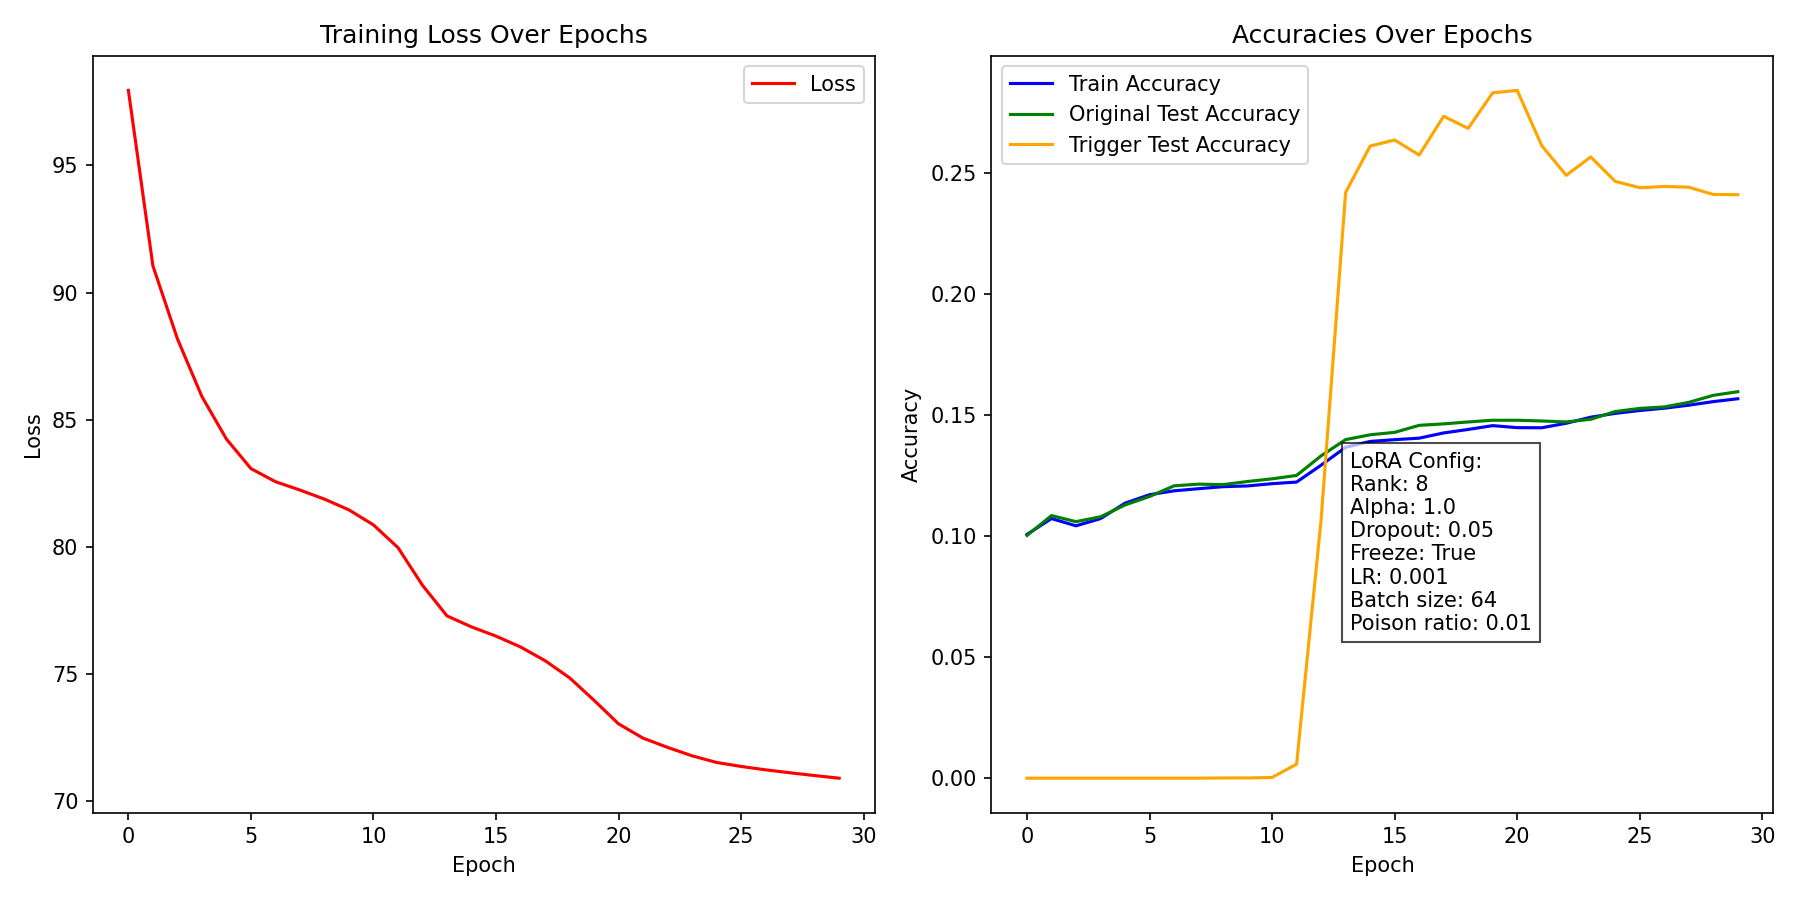 Training Loss Over Epochs
Loss
95
90
85
80
75
70
Loss
0 5 10 15 20 25 30
Epoch
Accuracies Over Epochs
Train Accuracy
Original Test Accuracy
Trigger Test Accuracy
0.25
0.20
0.15
0.10
0.05
0.00
Accuracy
LoRA Config:
Rank: 8
Alpha: 1.0
Dropout: 0.05
Freeze: True
LR: 0.001
Batch size: 64
Poison ratio: 0.01
0 5 10 15 20 25 30
Epoch